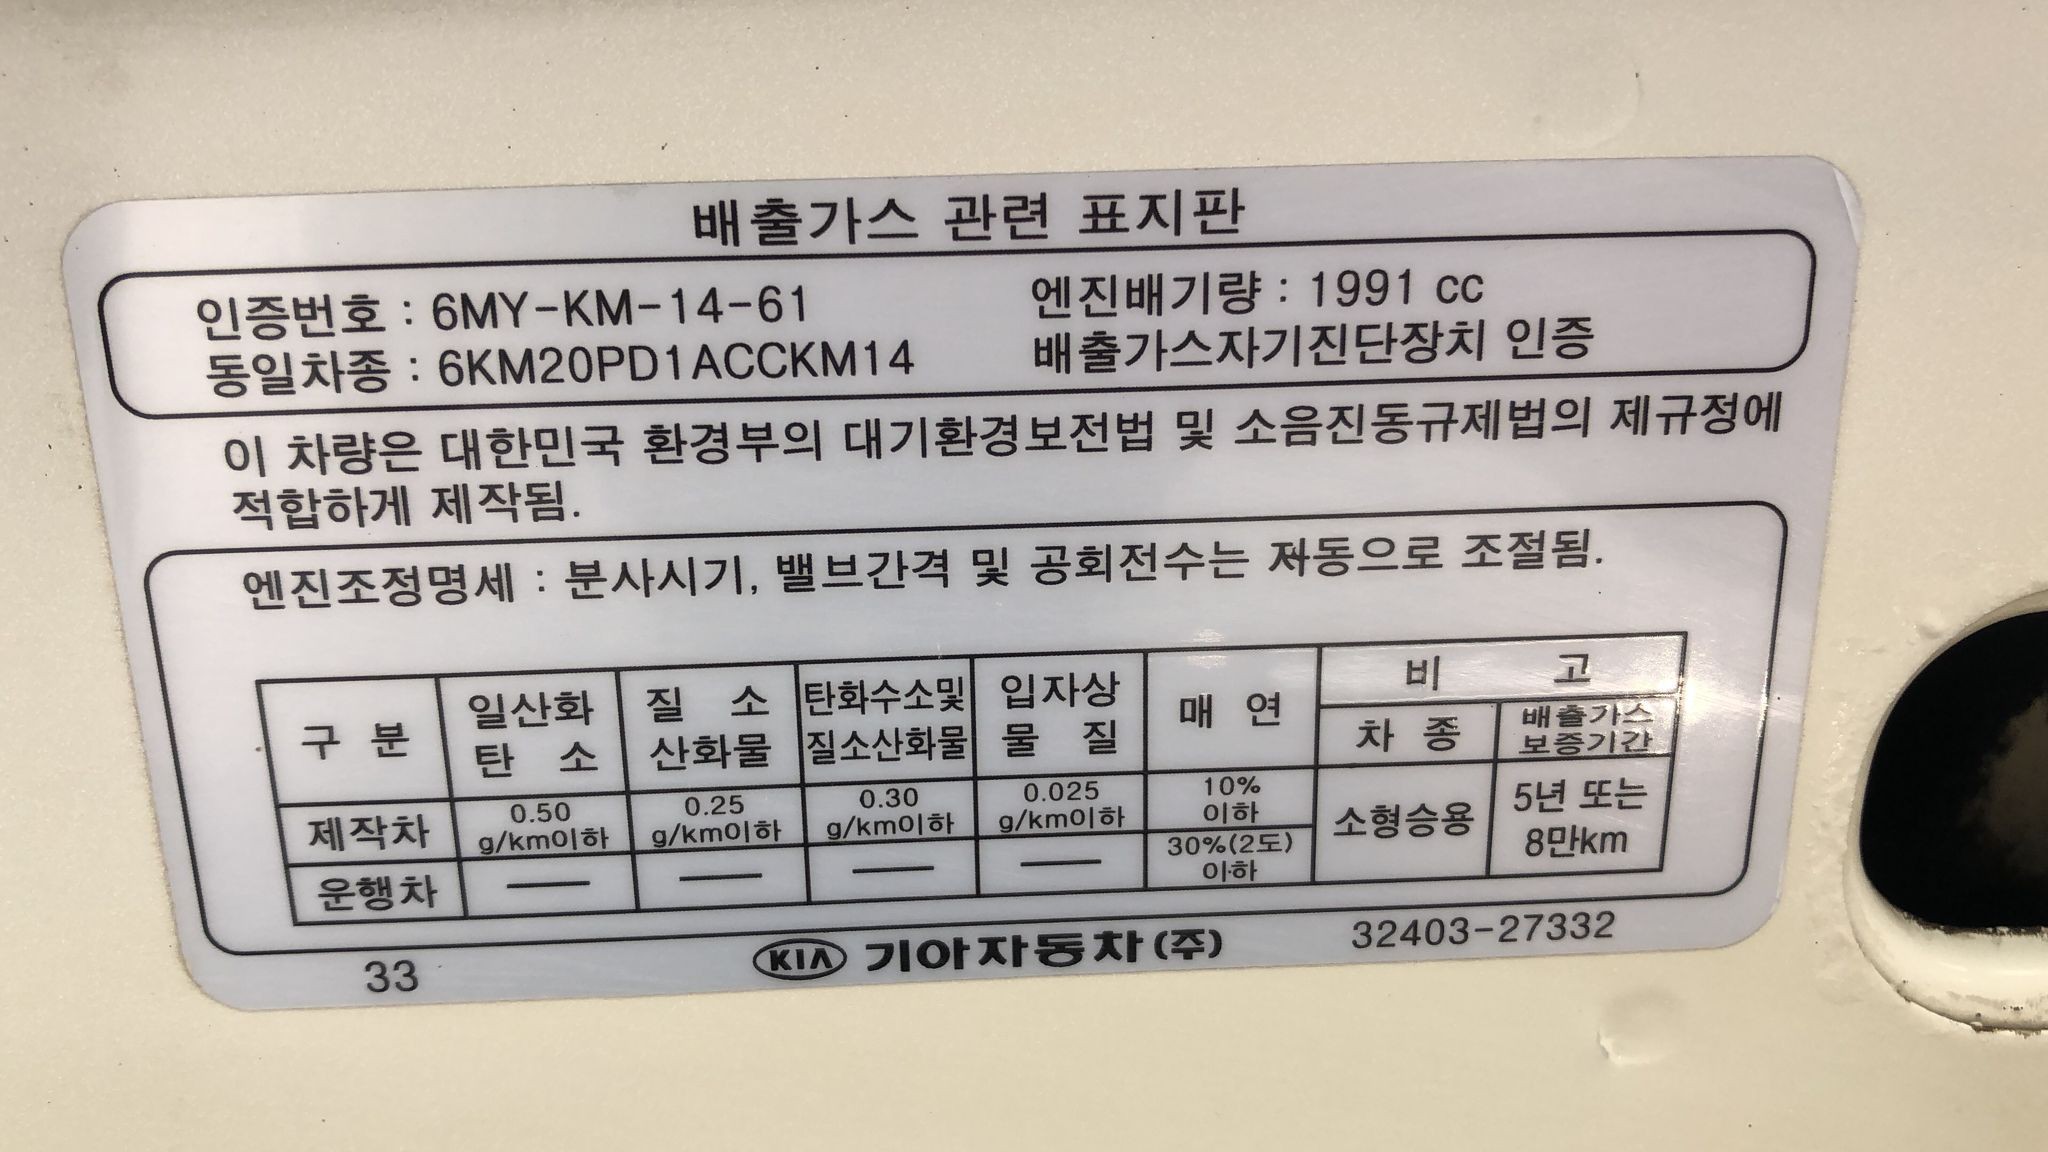 배출가스 관련 표지판
인증번호 : 6MY-KM-14-61 엔진배기량 : 1991 cc
동일차종 : 6KM20PD1ACCKM14 배출가스자기진단장치 인증
이 차량은 대한민국 환경부의 대기환경보전법 및 소음진동규제법의 제규정에
적합하게 제작됨.
엔진조정명세 : 분사시기, 밸브간격 및 공회전수는 자동으로 조절됨.
구 분
일산화
탄 소
질 소
산화물
탄화수소및
질소산화물
입자상
물 질
매 연
비 고
차 종
배출가스
보증기간
제작차
0.50
g/km이하
0.25
g/km이하
0.30
g/km이하
0.025
g/km이하
10%
이하
소형승용
5년 또는
8만km
운행차
—
—
—
—
30%(2도)
이하
33
KIA 기아자동차(주)
32403-27332